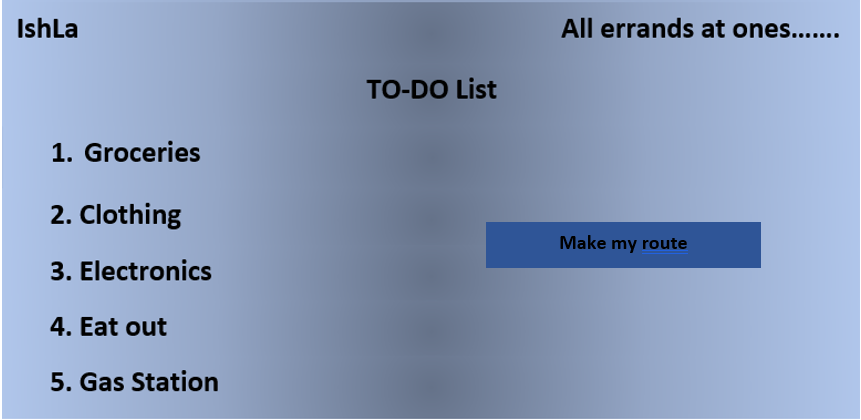 IshLa
All errands at ones.......
TO-DO List
1. Groceries
2. Clothing
Make my route
3. Electronics
4. Eat out
5. Gas Station